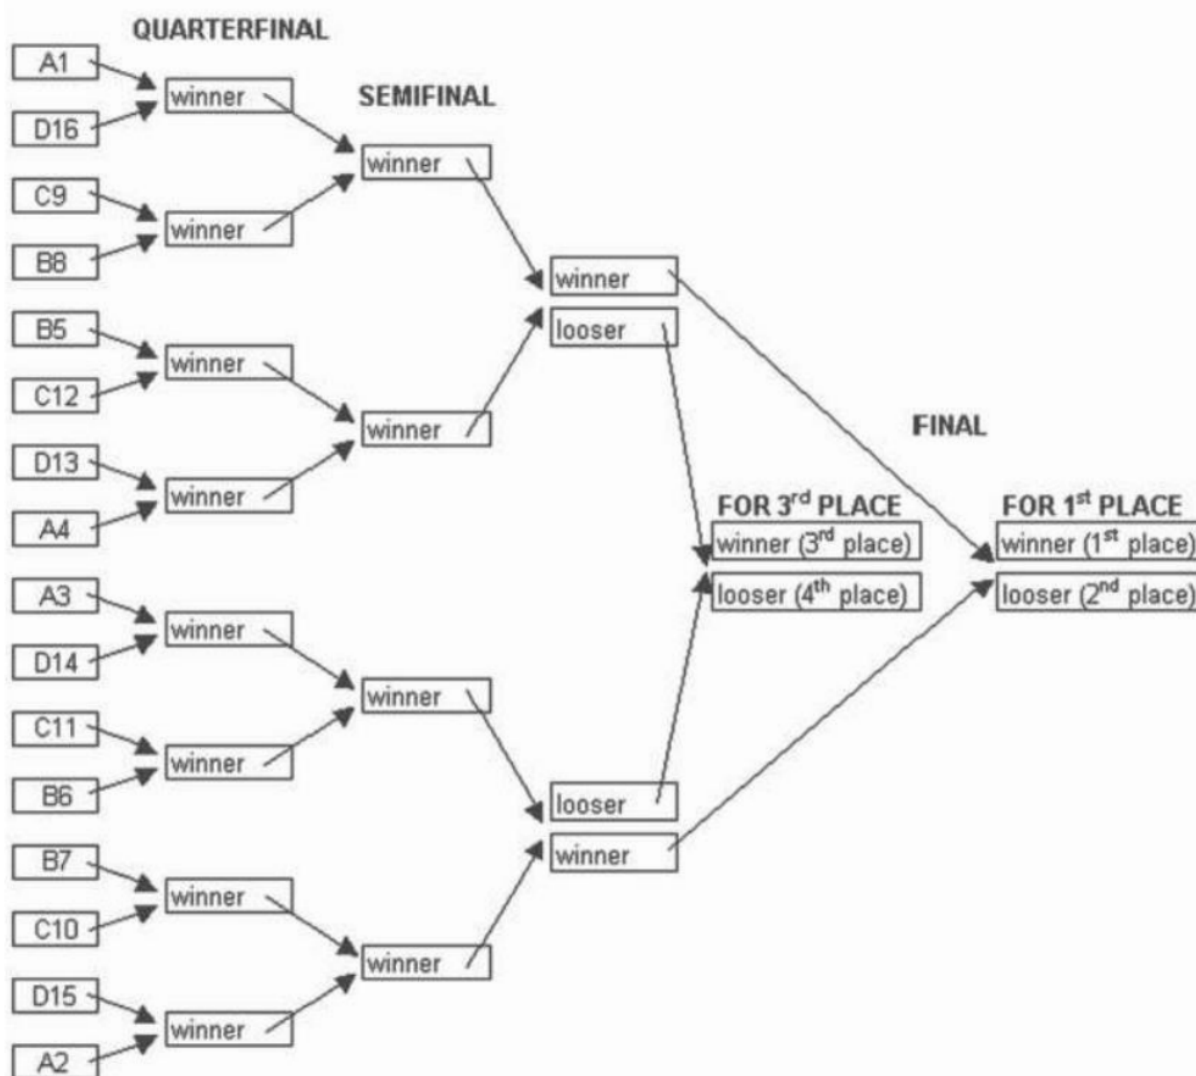 QUARTERFINAL
A1
winner
D16
SEMIFINAL
winner
C9
winner
B8
winner
looser
B5
winner
C12
winner
FINAL
D13
winner
A4
FOR 3rd PLACE
winner (3rd place)
looser (4th place)
FOR 1st PLACE
winner (1st place)
looser (2nd place)
A3
winner
D14
winner
C11
winner
B6
looser
winner
B7
winner
C10
winner
D15
winner
A2